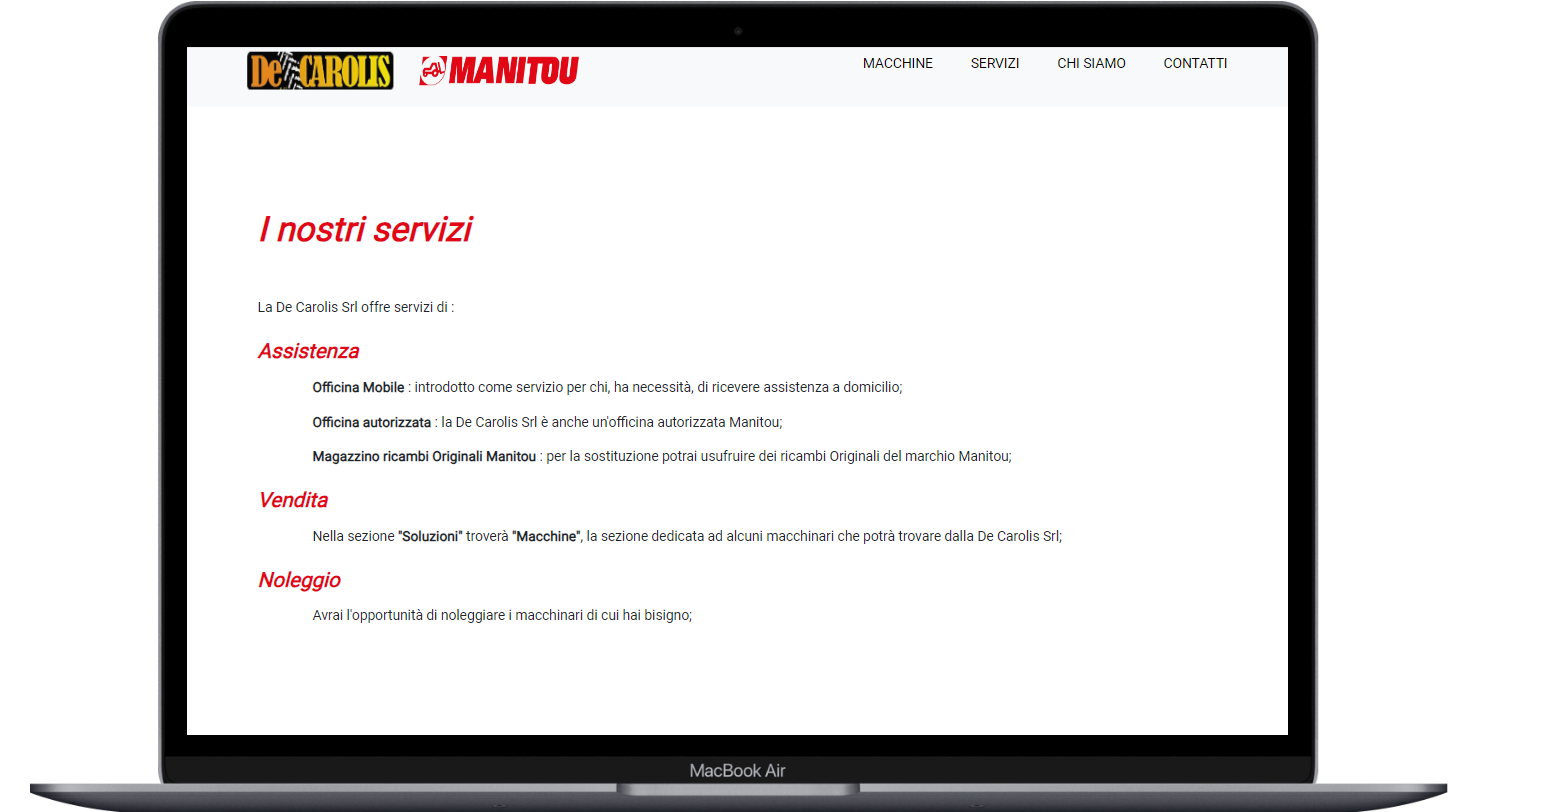 De CAROLIS MANITOU MACCHINE SERVIZI CHI SIAMO CONTATTI
I nostri servizi
La De Carolis Srl offre servizi di :
Assistenza
Officina Mobile : introdotto come servizio per chi, ha necessità, di ricevere assistenza a domicilio;
Officina autorizzata : la De Carolis Srl è anche un'officina autorizzata Manitou;
Magazzino ricambi Originali Manitou : per la sostituzione potrai usufruire dei ricambi Originali del marchio Manitou;
Vendita
Nella sezione "Soluzioni" troverà "Macchine", la sezione dedicata ad alcuni macchinari che potrà trovare dalla De Carolis Srl;
Noleggio
Avrai l'opportunità di noleggiare i macchinari di cui hai bisigno;
MacBook Air